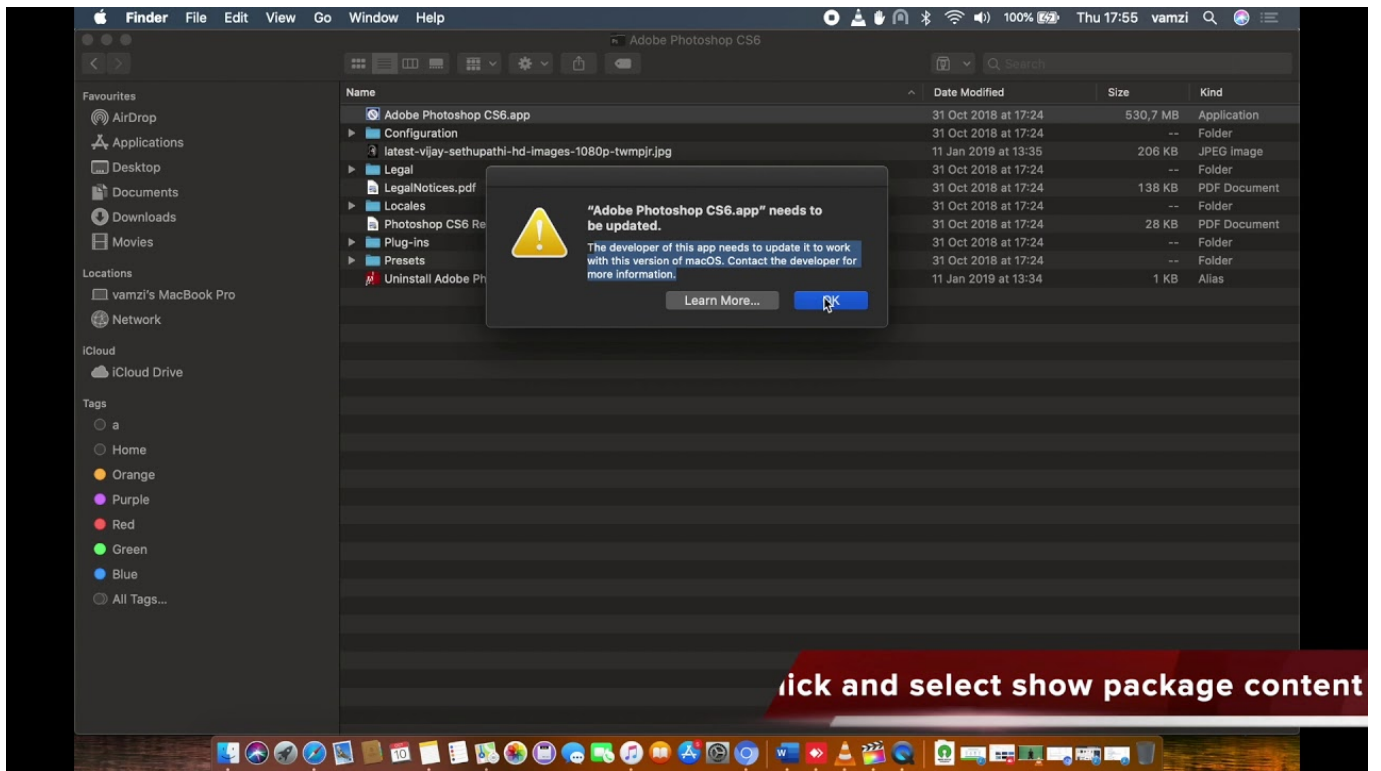 Finder File Edit View Go Window Help 100% Thu 17:55 vamzi
Adobe Photoshop CS6
Search
Favourites
AirDrop
Applications
Desktop
Documents
Downloads
Movies
Locations
vamzi's MacBook Pro
Network
iCloud
iCloud Drive
Tags
a
Home
Orange
Purple
Red
Green
Blue
All Tags...
Name Date Modified Size Kind
Adobe Photoshop CS6.app 31 Oct 2018 at 17:24 530,7 MB Application
Configuration 31 Oct 2018 at 17:24 -- Folder
latest-vijay-sethupathi-hd-images-1080p-twmpjr.jpg 11 Jan 2019 at 13:35 206 KB JPEG image
Legal 31 Oct 2018 at 17:24 -- Folder
LegalNotices.pdf 31 Oct 2018 at 17:24 138 KB PDF Document
Locales 31 Oct 2018 at 17:24 -- Folder
Photoshop CS6 Re 31 Oct 2018 at 17:24 28 KB PDF Document
Plug-ins 31 Oct 2018 at 17:24 -- Folder
Presets 31 Oct 2018 at 17:24 -- Folder
Uninstall Adobe Ph 11 Jan 2019 at 13:34 1 KB Alias
“Adobe Photoshop CS6.app” needs to
be updated.
The developer of this app needs to update it to work
with this version of macOS. Contact the developer for
more information.
Learn More... OK
lick and select show package content
10